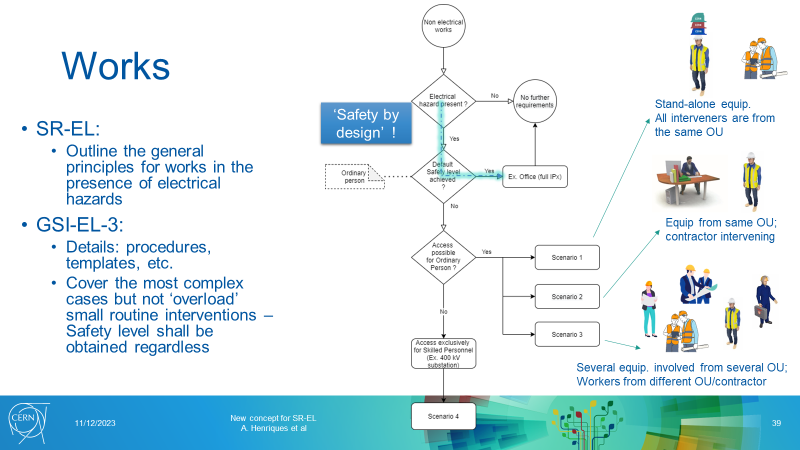 Works
• SR-EL:
• Outline the general
principles for works in the
presence of electrical
hazards
• GSI-EL-3:
• Details: procedures,
templates, etc.
• Cover the most complex
cases but not ‘overload’
small routine interventions –
Safety level shall be
obtained regardless
‘Safety by
design’ !
Non electrical
works
Electrical
hazard present ?
No
No further
requirements
Yes
Ordinary
person
Default
Safety level
achieved
?
Yes
Ex. Office (full IPx)
No
Access
possible
for Ordinary
Person ?
Yes
Scenario 1
Scenario 2
Scenario 3
No
Access exclusively
for Skilled Personnel
(Ex. 400 kV
substation)
Scenario 4
Stand-alone equip.
All interveners are from
the same OU
Equip from same OU;
contractor intervening
Several equip. involved from several OU;
Workers from different OU/contractor
CERN
11/12/2023
New concept for SR-EL
A. Henriques et al
39